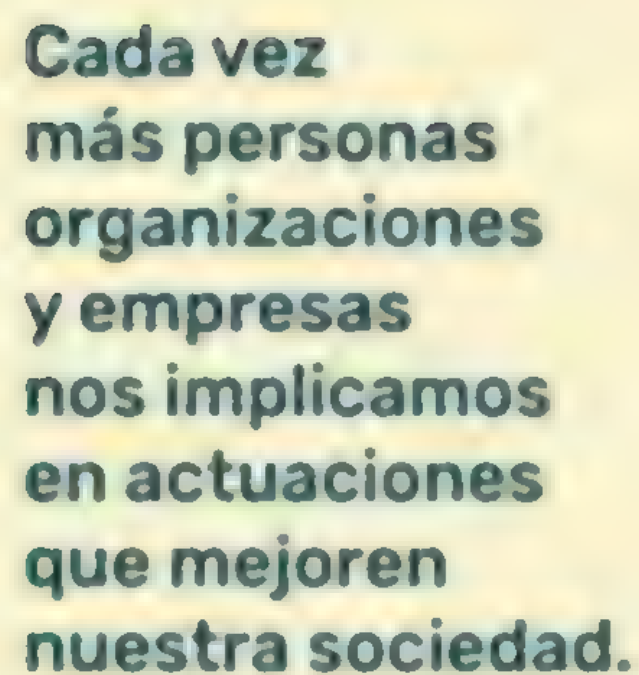 Cada vez
más personas
organizaciones
y empresas
nos implicamos
en actuaciones
que mejoren
nuestra sociedad.